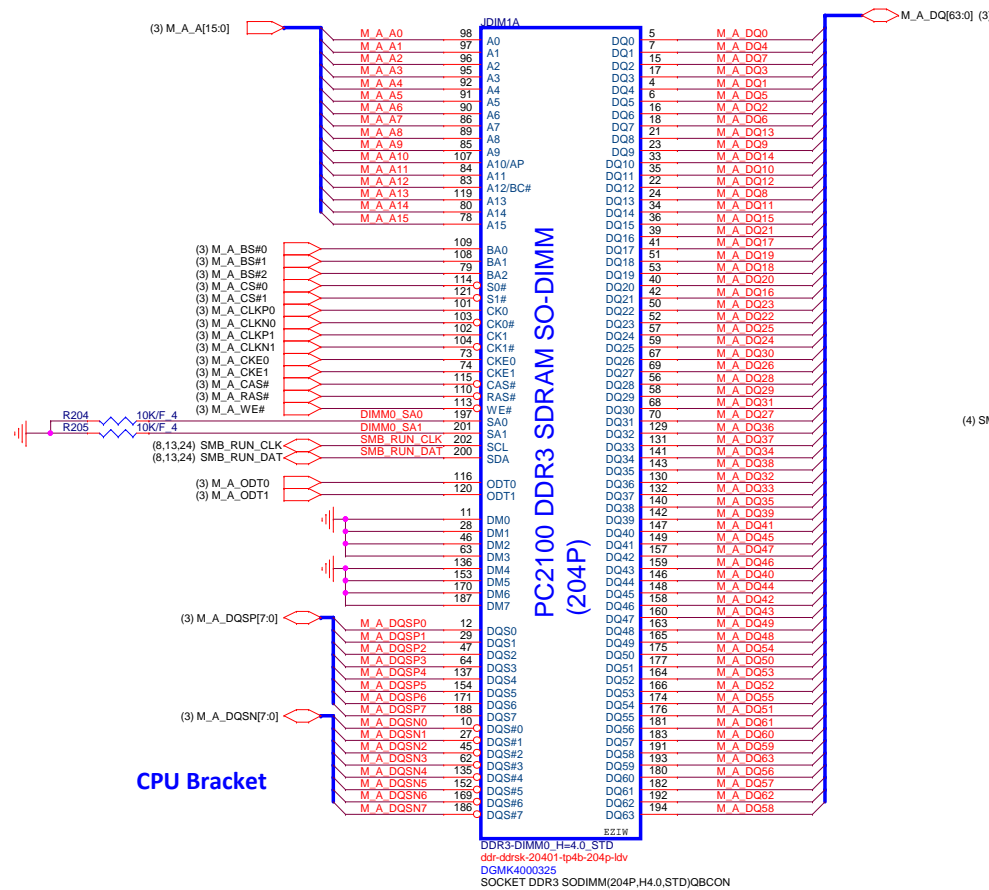 JDIM1A
(3) M_A_A[15:0]
M_A_A0 98 A0
M_A_A1 97 A1
M_A_A2 96 A2
M_A_A3 95 A3
M_A_A4 92 A4
M_A_A5 91 A5
M_A_A6 90 A6
M_A_A7 86 A7
M_A_A8 89 A8
M_A_A9 85 A9
M_A_A10 107 A10/AP
M_A_A11 84 A11
M_A_A12 83 A12/BC#
M_A_A13 119 A13
M_A_A14 80 A14
M_A_A15 78 A15
(3) M_A_BS#0 109 BA0
(3) M_A_BS#1 108 BA1
(3) M_A_BS#2 79 BA2
(3) M_A_CS#0 114 S0#
(3) M_A_CS#1 121 S1#
(3) M_A_CLKP0 101 CK0
(3) M_A_CLKN0 103 CK0#
(3) M_A_CLKP1 102 CK1
(3) M_A_CLKN1 104 CK1#
(3) M_A_CKE0 73 CKE0
(3) M_A_CKE1 74 CKE1
(3) M_A_CAS# 115 CAS#
(3) M_A_RAS# 110 RAS#
(3) M_A_WE# 113 WE#
R204 10K/F_4 DIMM0_SA0 197 SA0
R205 10K/F_4 DIMM0_SA1 201 SA1
(8,13,24) SMB_RUN_CLK SMB_RUN_CLK 202 SCL
(8,13,24) SMB_RUN_DAT SMB_RUN_DAT 200 SDA
(3) M_A_ODT0 116 ODT0
(3) M_A_ODT1 120 ODT1
11 DM0
28 DM1
46 DM2
63 DM3
136 DM4
153 DM5
170 DM6
187 DM7
(3) M_A_DQSP[7:0]
M_A_DQSP0 12 DQS0
M_A_DQSP1 29 DQS1
M_A_DQSP2 47 DQS2
M_A_DQSP3 64 DQS3
M_A_DQSP4 137 DQS4
M_A_DQSP5 154 DQS5
M_A_DQSP6 171 DQS6
M_A_DQSP7 188 DQS7
(3) M_A_DQSN[7:0]
M_A_DQSN0 10 DQS#0
M_A_DQSN1 27 DQS#1
M_A_DQSN2 45 DQS#2
M_A_DQSN3 62 DQS#3
M_A_DQSN4 135 DQS#4
M_A_DQSN5 152 DQS#5
M_A_DQSN6 169 DQS#6
M_A_DQSN7 186 DQS#7
CPU Bracket
PC2100 DDR3 SDRAM SO-DIMM
(204P)
M_A_DQ[63:0] (3)
DQ0 5 M_A_DQ0
DQ1 7 M_A_DQ4
DQ2 15 M_A_DQ7
DQ3 17 M_A_DQ3
DQ4 4 M_A_DQ1
DQ5 6 M_A_DQ5
DQ6 16 M_A_DQ2
DQ7 18 M_A_DQ6
DQ8 21 M_A_DQ13
DQ9 23 M_A_DQ9
DQ10 33 M_A_DQ14
DQ11 35 M_A_DQ10
DQ12 22 M_A_DQ12
DQ13 24 M_A_DQ8
DQ14 34 M_A_DQ11
DQ15 36 M_A_DQ15
DQ16 39 M_A_DQ21
DQ17 41 M_A_DQ17
DQ18 51 M_A_DQ19
DQ19 53 M_A_DQ18
DQ20 40 M_A_DQ20
DQ21 42 M_A_DQ16
DQ22 50 M_A_DQ23
DQ23 52 M_A_DQ22
DQ24 57 M_A_DQ25
DQ25 59 M_A_DQ24
DQ26 67 M_A_DQ30
DQ27 69 M_A_DQ26
DQ28 56 M_A_DQ28
DQ29 58 M_A_DQ29
DQ30 68 M_A_DQ31
DQ31 70 M_A_DQ27
DQ32 129 M_A_DQ36
DQ33 131 M_A_DQ37
DQ34 141 M_A_DQ34
DQ35 143 M_A_DQ38
DQ36 130 M_A_DQ32
DQ37 132 M_A_DQ33
DQ38 140 M_A_DQ35
DQ39 142 M_A_DQ39
DQ40 147 M_A_DQ41
DQ41 149 M_A_DQ45
DQ42 157 M_A_DQ47
DQ43 159 M_A_DQ46
DQ44 146 M_A_DQ40
DQ45 148 M_A_DQ44
DQ46 158 M_A_DQ42
DQ47 160 M_A_DQ43
DQ48 163 M_A_DQ49
DQ49 165 M_A_DQ48
DQ50 175 M_A_DQ54
DQ51 177 M_A_DQ50
DQ52 164 M_A_DQ53
DQ53 166 M_A_DQ52
DQ54 174 M_A_DQ55
DQ55 176 M_A_DQ51
DQ56 181 M_A_DQ61
DQ57 183 M_A_DQ60
DQ58 191 M_A_DQ59
DQ59 193 M_A_DQ63
DQ60 180 M_A_DQ56
DQ61 182 M_A_DQ57
DQ62 192 M_A_DQ62
DQ63 194 M_A_DQ58
(4)
EZIW
DDR3-DIMM0_H=4.0_STD
ddr-ddrsk-20401-tp4b-204p-ldv
DGMK4000325
SOCKET DDR3 SODIMM(204P,H4.0,STD)QBCON